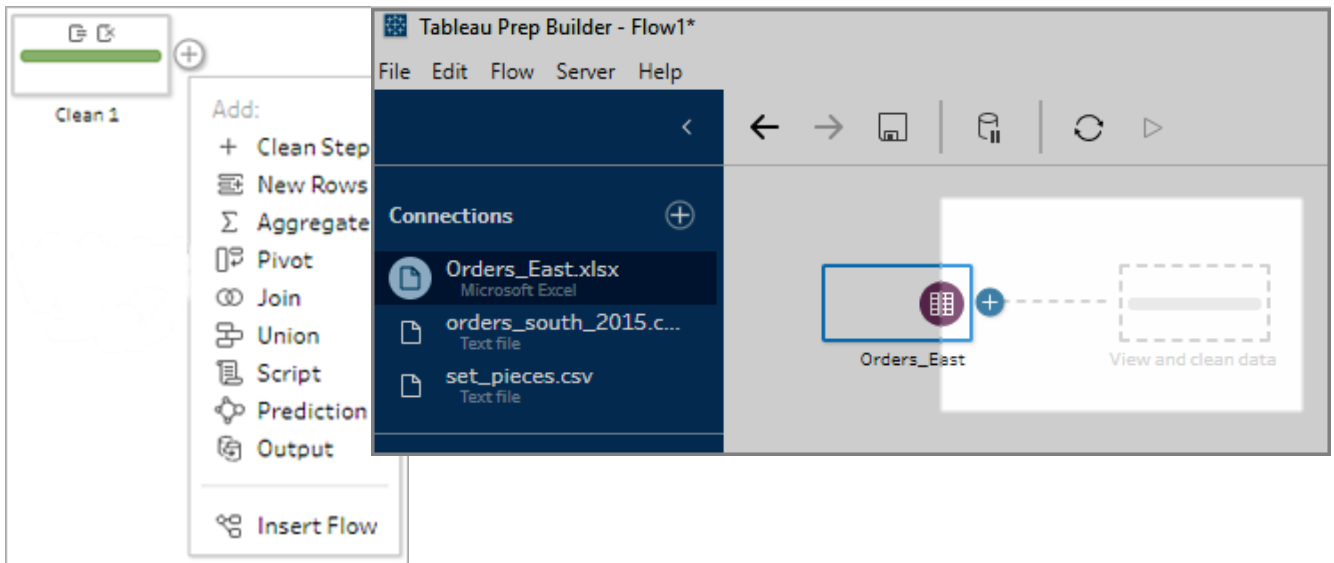 Clean 1
Add:
Clean Step
New Rows
Aggregate
Pivot
Join
Union
Script
Prediction
Output
Insert Flow
Tableau Prep Builder - Flow1*
File Edit Flow Server Help
Connections
Orders_East.xlsx
Microsoft Excel
orders_south_2015.c...
Text file
set_pieces.csv
Text file
Orders_East
View and clean data